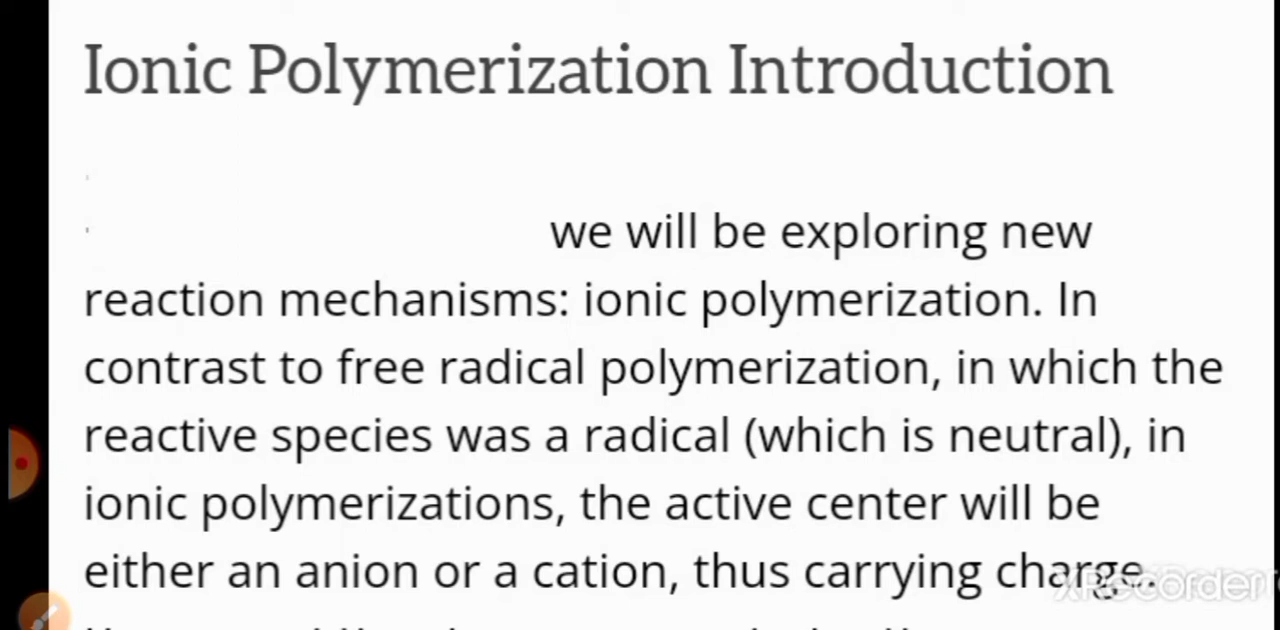 Ionic Polymerization Introduction
we will be exploring new
reaction mechanisms: ionic polymerization. In
contrast to free radical polymerization, in which the
reactive species was a radical (which is neutral), in
ionic polymerizations, the active center will be
either an anion or a cation, thus carrying charge.
XRecorder